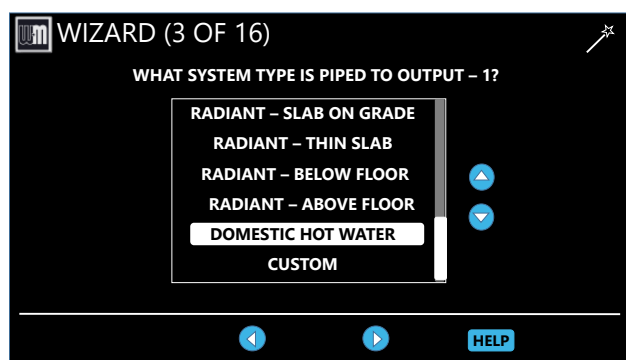 WM WIZARD (3 OF 16)
WHAT SYSTEM TYPE IS PIPED TO OUTPUT – 1?
RADIANT – SLAB ON GRADE
RADIANT – THIN SLAB
RADIANT – BELOW FLOOR
RADIANT – ABOVE FLOOR
DOMESTIC HOT WATER
CUSTOM
HELP